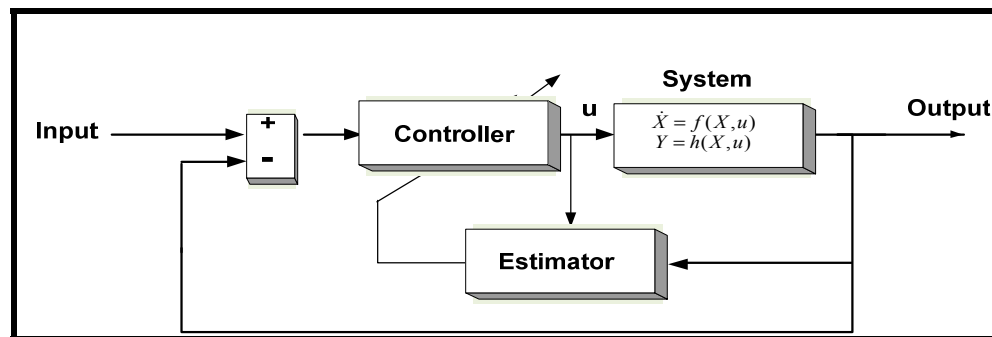 System
Input
+
-
Controller
u
Ẋ = f(X,u)
Y = h(X,u)
Output
Estimator